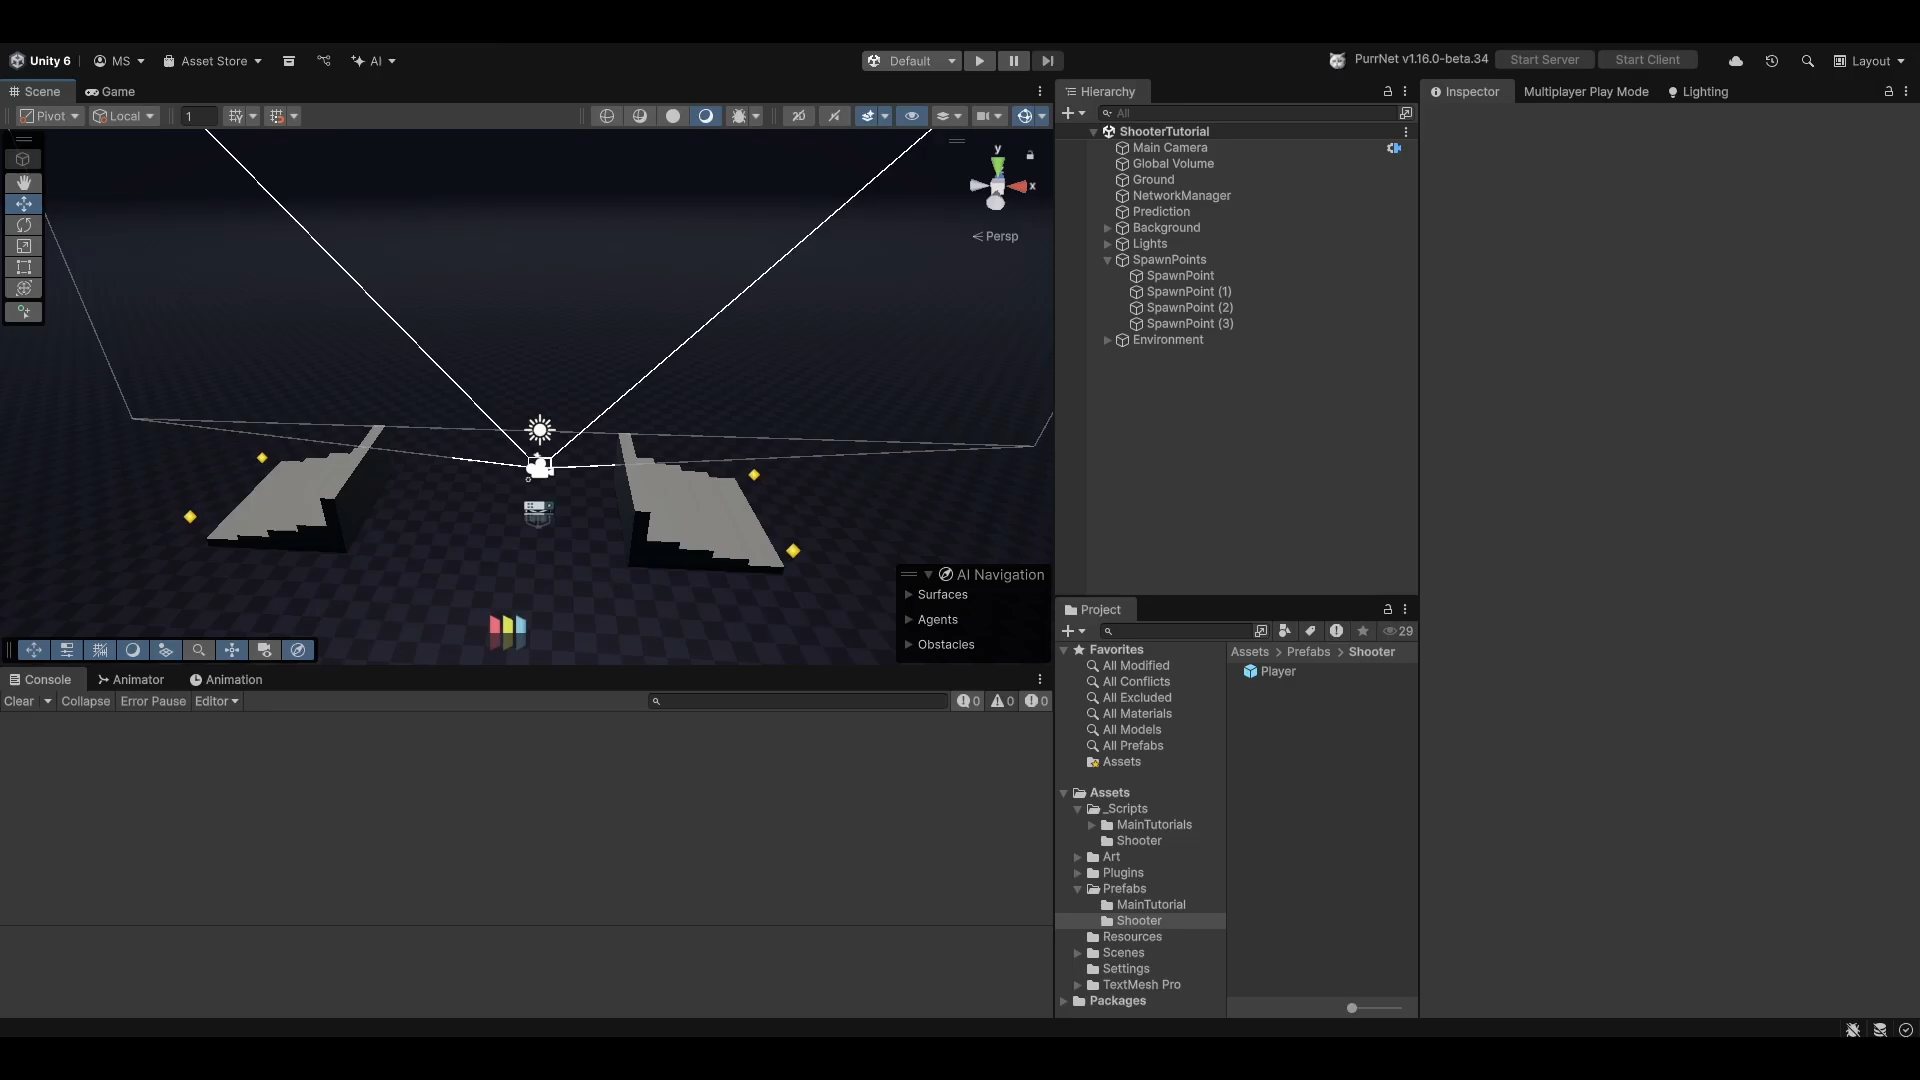 Unity 6
MS
Asset Store
AI
Default
PurrNet v1.16.0-beta.34
Start Server
Start Client
Layout
Scene
Game
Pivot
Local
1
2D
y
x
Persp
AI Navigation
Surfaces
Agents
Obstacles
Console
Animator
Animation
Clear
Collapse
Error Pause
Editor
0
0
0
Hierarchy
All
ShooterTutorial
Main Camera
Global Volume
Ground
NetworkManager
Prediction
Background
Lights
SpawnPoints
SpawnPoint
SpawnPoint (1)
SpawnPoint (2)
SpawnPoint (3)
Environment
Project
29
Favorites
All Modified
All Conflicts
All Excluded
All Materials
All Models
All Prefabs
Assets
Assets
_Scripts
MainTutorials
Shooter
Art
Plugins
Prefabs
MainTutorial
Shooter
Resources
Scenes
Settings
TextMesh Pro
Packages
Assets > Prefabs > Shooter
Player
Inspector
Multiplayer Play Mode
Lighting